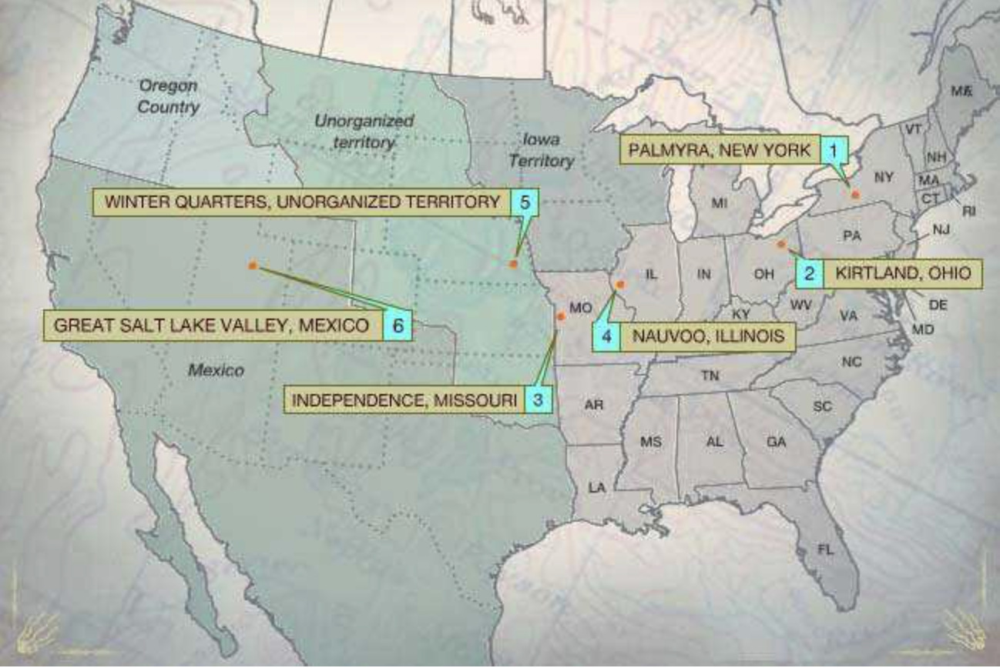 ME
Oregon
Country
Unorganized
territory
Iowa
Territory
VT
NH
PALMYRA, NEW YORK 1
NY
MA
CT
RI
MI
WINTER QUARTERS, UNORGANIZED TERRITORY 5
PA
NJ
IL
IN
OH
2 KIRTLAND, OHIO
MO
KY
WV
VA
DE
MD
GREAT SALT LAKE VALLEY, MEXICO 6
4 NAUVOO, ILLINOIS
Mexico
NC
TN
INDEPENDENCE, MISSOURI 3
AR
SC
MS
AL
GA
LA
FL